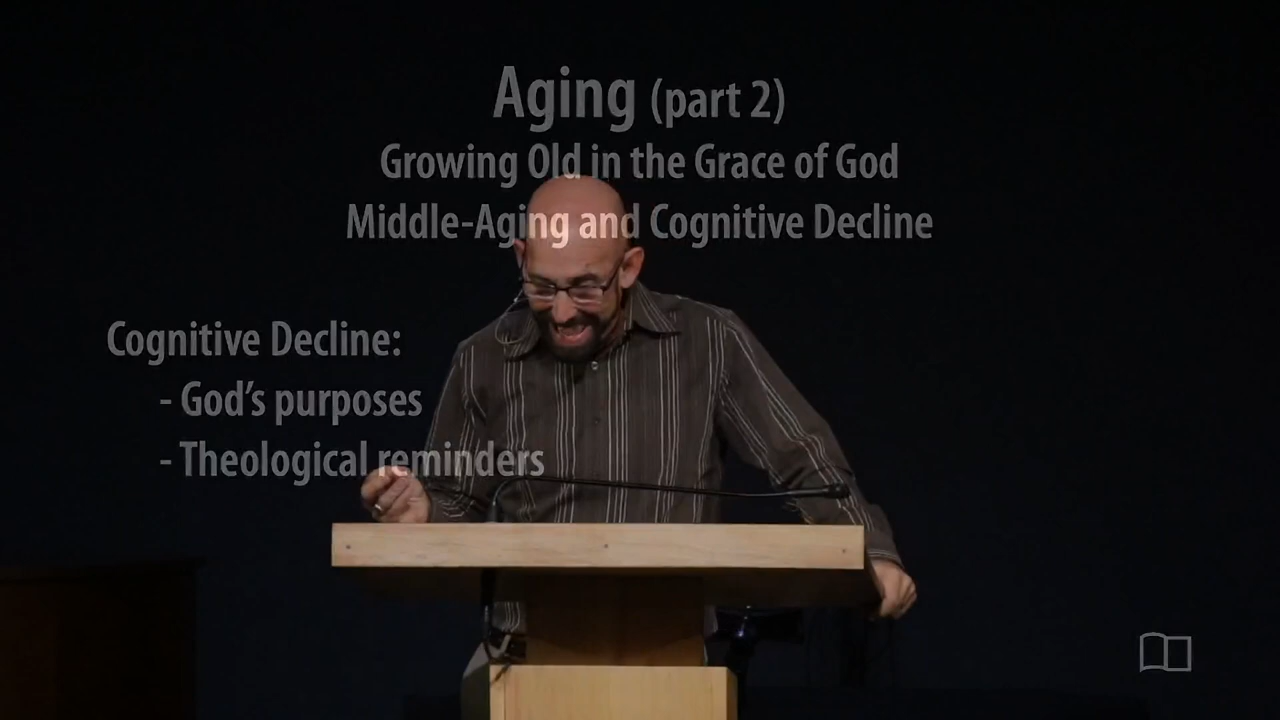 Aging (part 2)
Growing Old in the Grace of God
Middle-Aging and Cognitive Decline
Cognitive Decline:
- God's purposes
- Theological reminders